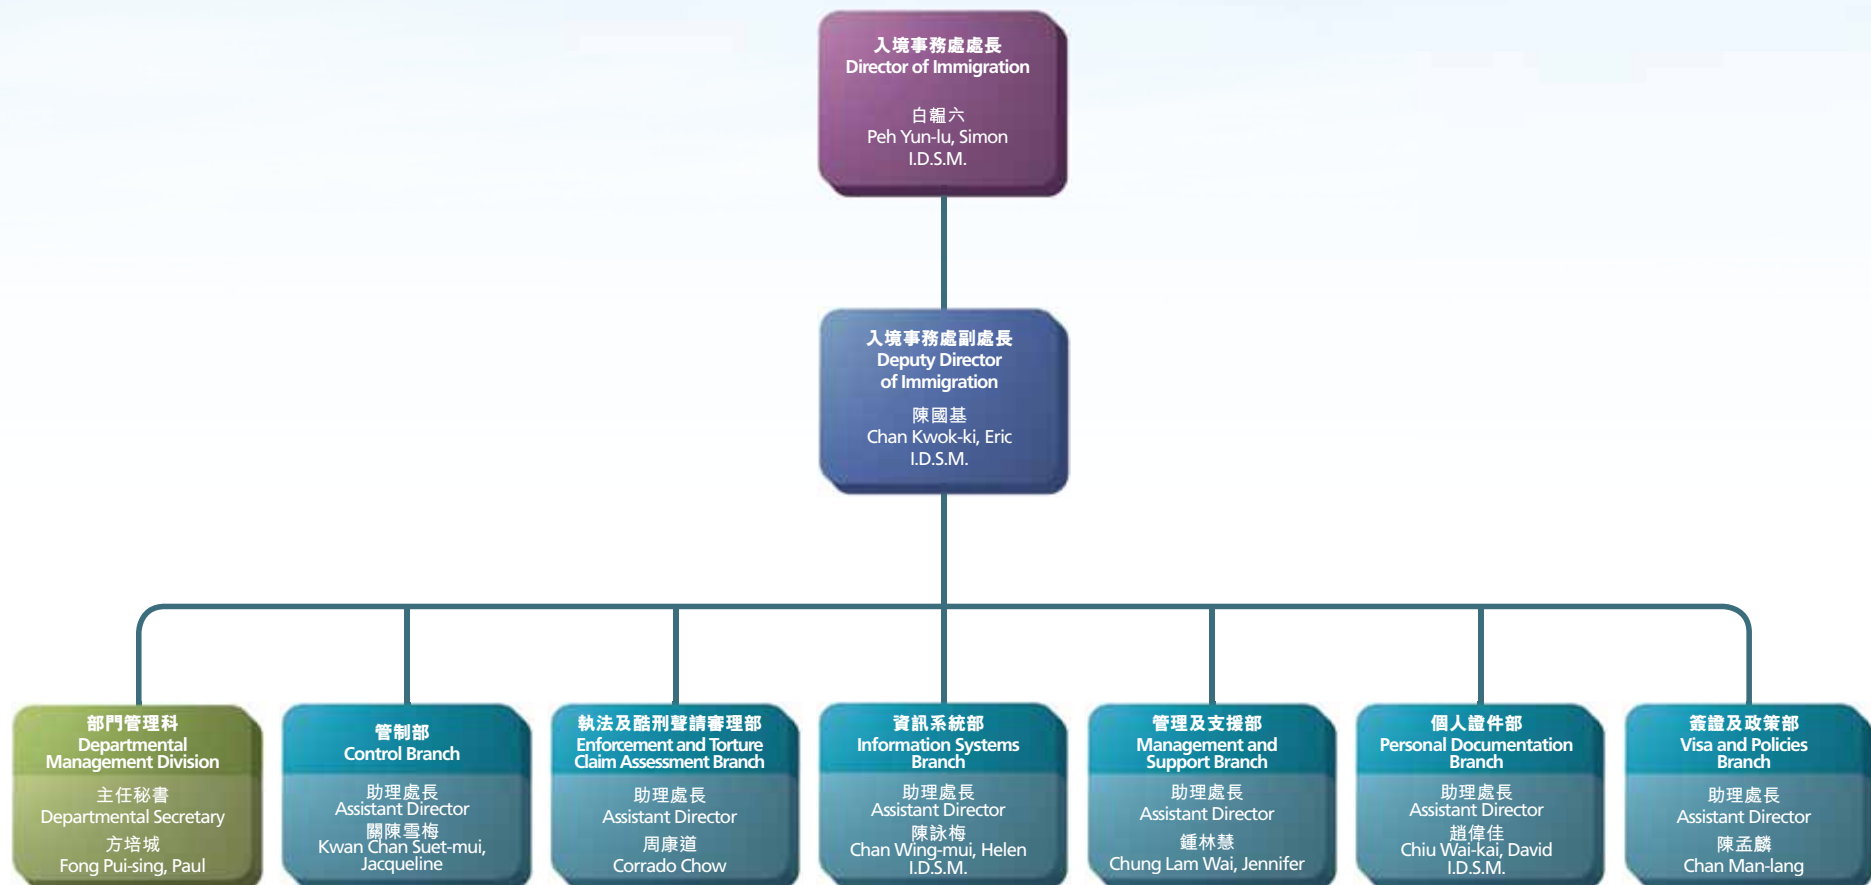 入境事務處處長
Director of Immigration
白韞六
Peh Yun-lu, Simon
I.D.S.M.
入境事務處副處長
Deputy Director
of Immigration
陳國基
Chan Kwok-ki, Eric
I.D.S.M.
部門管理科
Departmental
Management Division
主任秘書
Departmental Secretary
方培城
Fong Pui-sing, Paul
管制部
Control Branch
助理處長
Assistant Director
關陳雪梅
Kwan Chan Suet-mui,
Jacqueline
執法及酷刑聲請審理部
Enforcement and Torture
Claim Assessment Branch
助理處長
Assistant Director
周康道
Corrado Chow
資訊系統部
Information Systems
Branch
助理處長
Assistant Director
陳詠梅
Chan Wing-mui, Helen
I.D.S.M.
管理及支援部
Management and
Support Branch
助理處長
Assistant Director
鍾林慧
Chung Lam Wai, Jennifer
個人證件部
Personal Documentation
Branch
助理處長
Assistant Director
趙偉佳
Chiu Wai-kai, David
I.D.S.M.
簽證及政策部
Visa and Policies
Branch
助理處長
Assistant Director
陳孟麟
Chan Man-lang